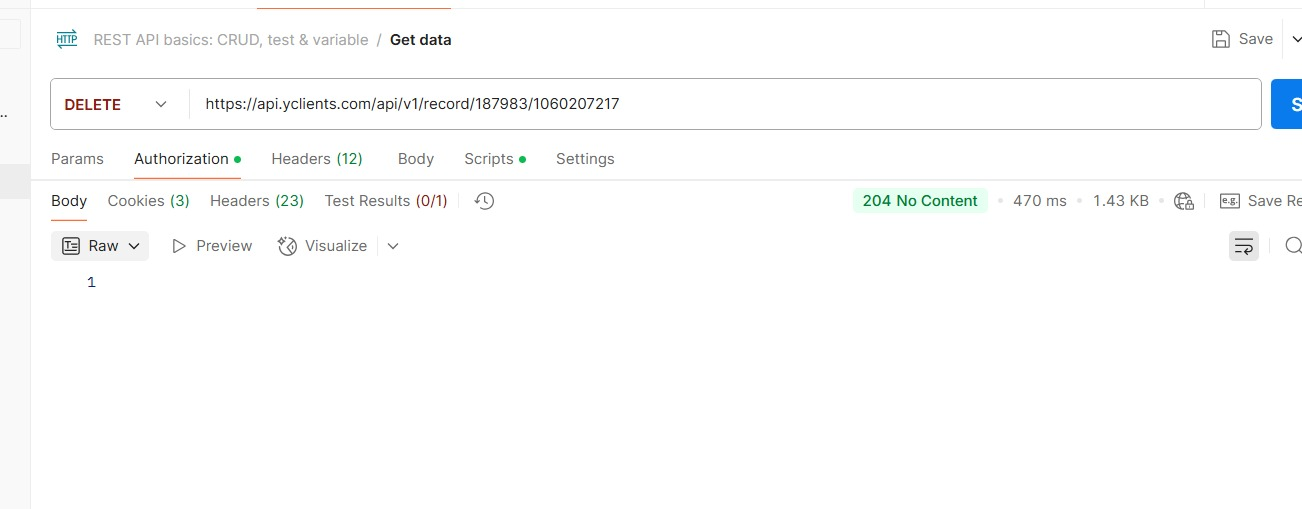 HTTP REST API basics: CRUD, test & variable / Get data Save
DELETE https://api.yclients.com/api/v1/record/187983/1060207217 S
..
Params Authorization Headers (12) Body Scripts Settings
Body Cookies (3) Headers (23) Test Results (0/1) 204 No Content 470 ms 1.43 KB e.g. Save Re
Raw Preview Visualize
1